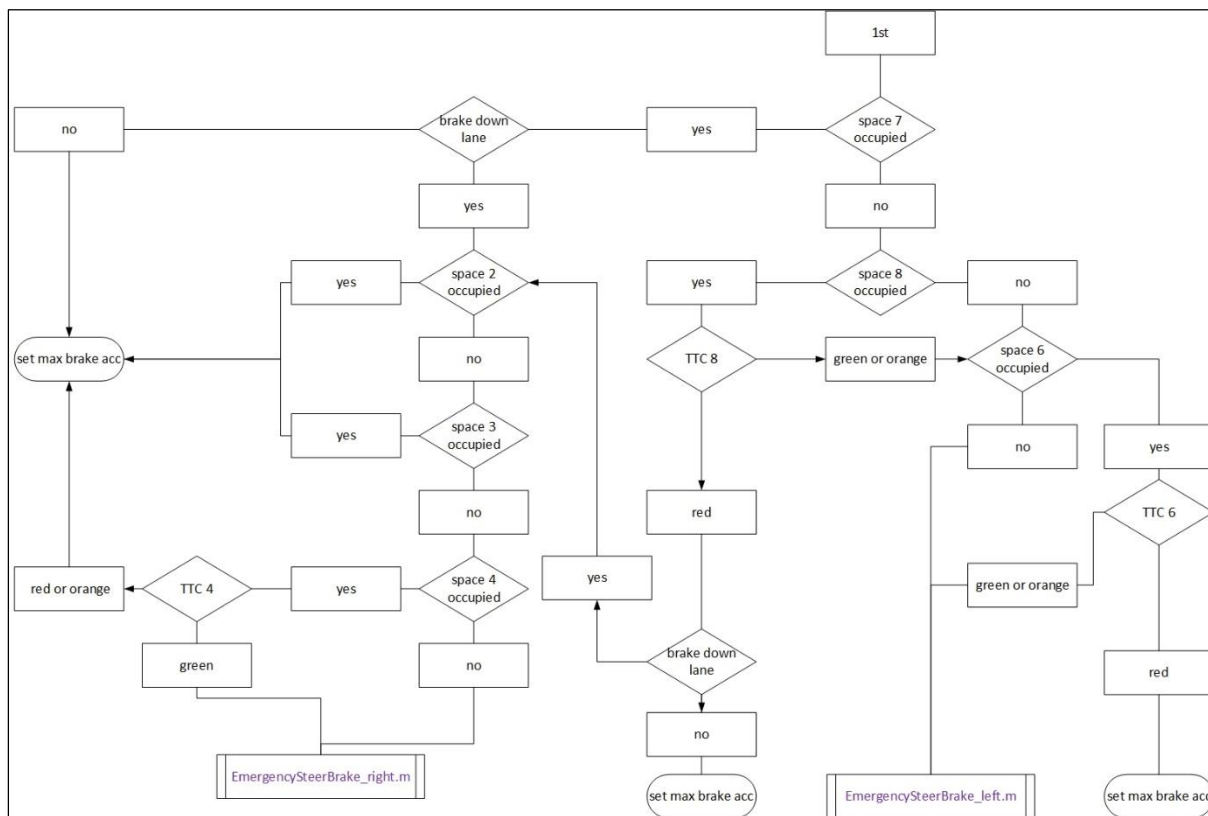 1st
no
brake down
lane
yes
space 7
occupied
yes
no
yes
space 2
occupied
yes
space 8
occupied
no
set max brake acc
no
TTC 8
green or orange
space 6
occupied
yes
space 3
occupied
no
yes
no
red
TTC 6
red or orange
TTC 4
yes
space 4
occupied
yes
green or orange
green
no
brake down
lane
red
no
EmergencySteerBrake_right.m
set max brake acc
EmergencySteerBrake_left.m
set max brake acc